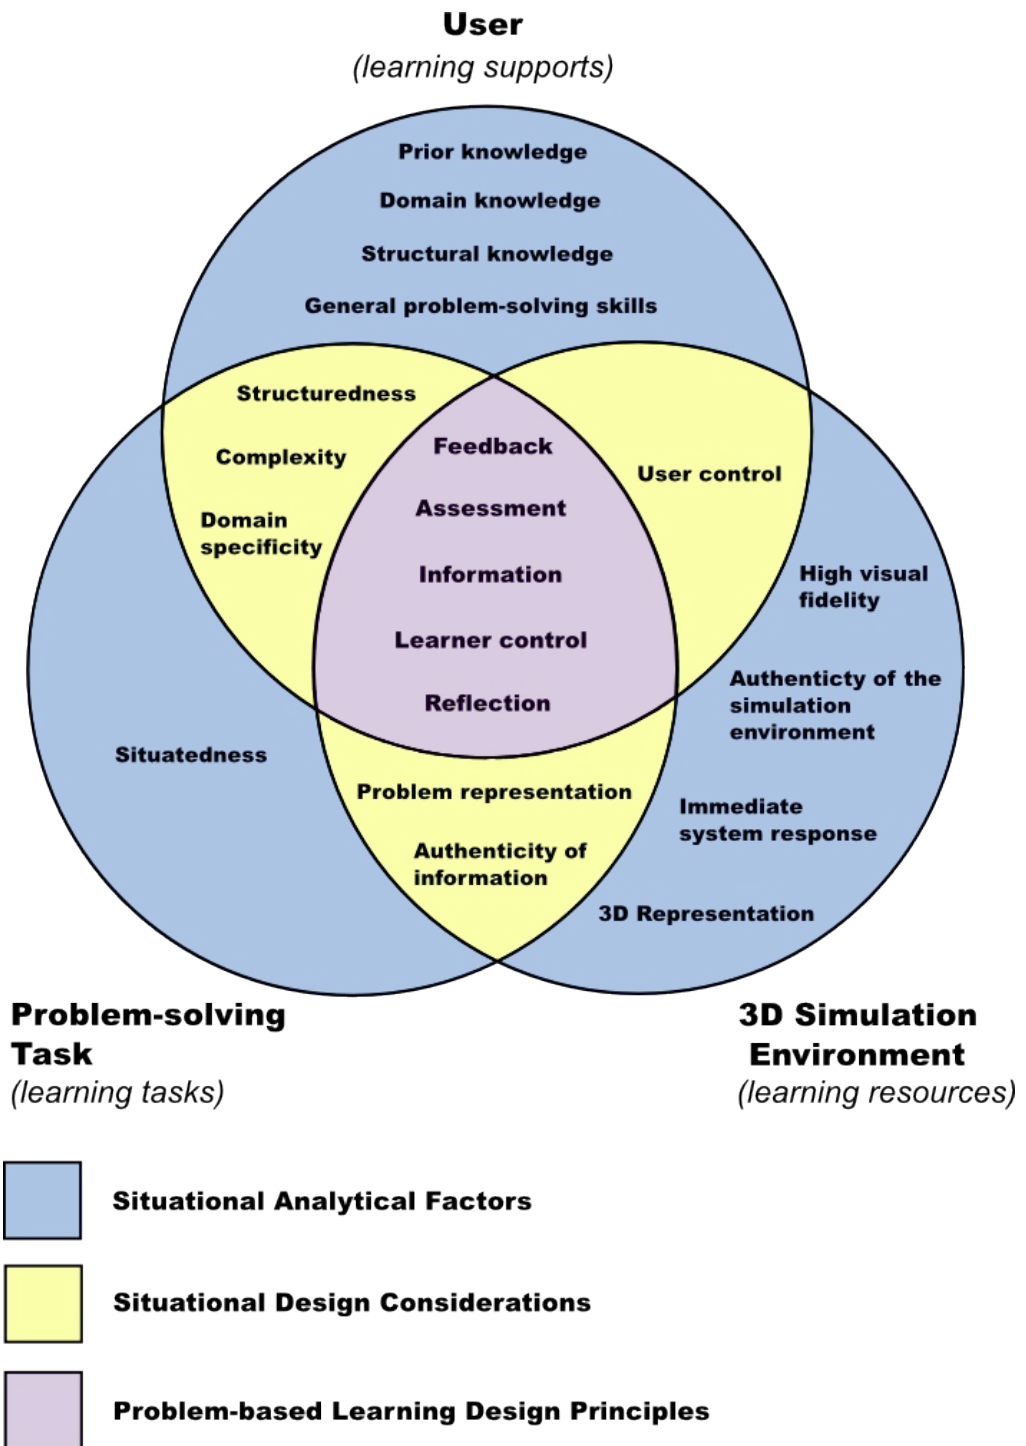 User
(learning supports)
Prior knowledge
Domain knowledge
Structural knowledge
General problem-solving skills
Structuredness
Complexity
Domain
specificity
Feedback
Assessment
Information
Learner control
Reflection
User control
High visual
fidelity
Authenticty of the
simulation
environment
Immediate
system response
3D Representation
Situatedness
Problem representation
Authenticity of
information
Problem-solving
Task
(learning tasks)
3D Simulation
Environment
(learning resources)
Situational Analytical Factors
Situational Design Considerations
Problem-based Learning Design Principles